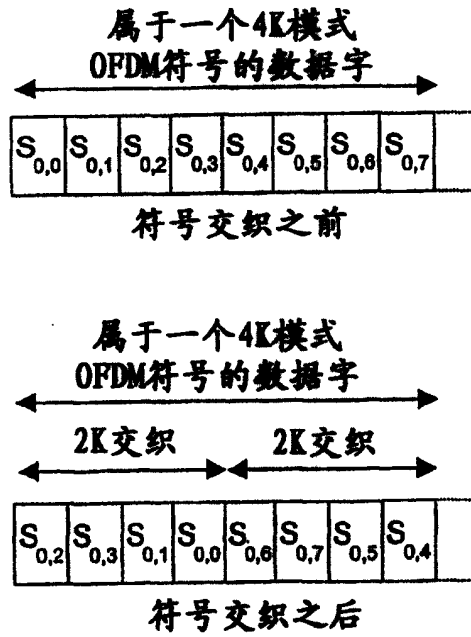 属于一个4K模式
OFDM符号的数据字
S0,0 S0,1 S0,2 S0,3 S0,4 S0,5 S0,6 S0,7
符号交织之前
属于一个4K模式
OFDM符号的数据字
2K交织 2K交织
S0,2 S0,3 S0,1 S0,0 S0,6 S0,7 S0,5 S0,4
符号交织之后